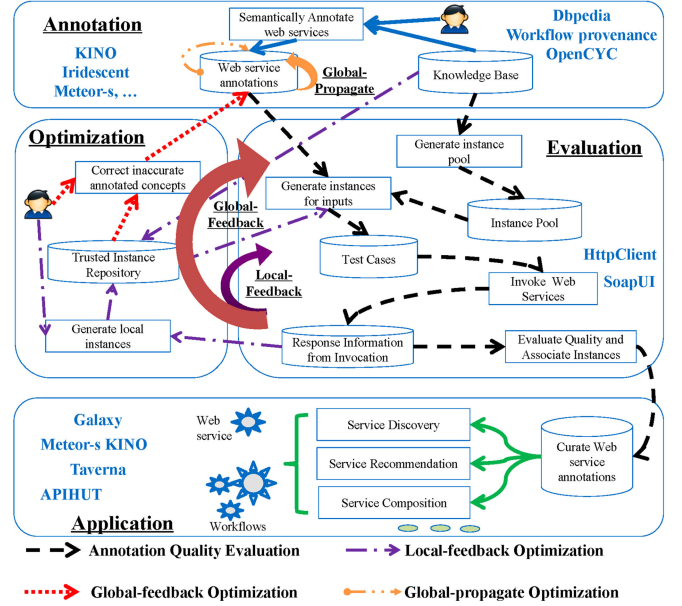 Annotation
Semantically Annotate
web services
Dbpedia
Workflow provenance
OpenCYC
KINO
Iridescent
Meteor-s, …
Web service
annotations
Global-
Propagate
Knowledge Base
Optimization
Evaluation
Correct inaccurate
annotated concepts
Generate instance
pool
Generate instances
for inputs
Instance Pool
Global-
Feedback
Trusted Instance
Repository
Test Cases
HttpClient
SoapUI
Local-
Feedback
Invoke Web
Services
Generate local
instances
Response Information
from Invocation
Evaluate Quality and
Associate Instances
Galaxy
Meteor-s KINO
Taverna
APIHUT
Web
service
Workflows
Service Discovery
Service Recommendation
Service Composition
Curate Web
service
annotations
Application
Annotation Quality Evaluation
Local-feedback Optimization
Global-feedback Optimization
Global-propagate Optimization